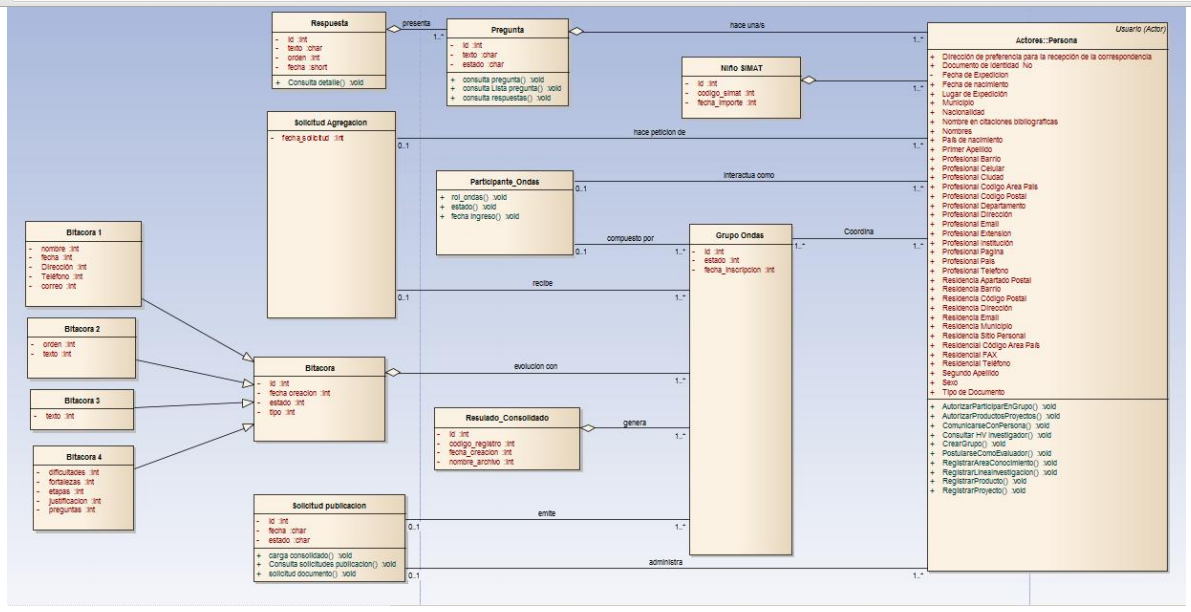 Respuesta
- id :int
- texto :char
- orden :int
- fecha :short
+ Consulta detalle() :void
presenta
1..*
Pregunta
- id :int
- texto :char
- estado :char
+ consulta pregunta() :void
+ consulta Lista pregunta() :void
+ consulta respuestas() :void
hace una/s
1..*
Niño SIMAT
- id :int
- codigo_simat :int
- fecha_importe :int
1..*
Solicitud Agregacion
- fecha_solicitud :int
hace peticion de
0..1
1..*
Participante_Ondas
+ rol_ondas() :void
+ estado() :void
+ fecha ingreso() :void
interactua como
0..1
1..*
compuesto por
0..1
1..*
Grupo Ondas
- id :int
- estado :int
- fecha_inscripcion :int
Coordina
1..*
1..*
recibe
0..1
1..*
Bitacora 1
- nombre :int
- fecha :int
- Dirección :int
- Teléfono :int
- correo :int
Bitacora 2
- orden :int
- texto :int
Bitacora 3
- texto :int
Bitacora 4
- dificultades :int
- fortalezas :int
- etapas :int
- justificacion :int
- preguntas :int
Bitacora
- id :int
- fecha creacion :int
- estado :int
- tipo :int
evolucion con
1..*
Resulado_Consolidado
- id :int
- codigo_registro :int
- fecha_creacion :int
- nombre_archivo :int
genera
1..*
Solicitud publicacion
- id :int
- fecha :char
- estado :char
+ carga consolidado() :void
+ Consulta solicitudes publicacion() :void
+ solicitud documento() :void
emite
0..1
1..*
administra
0..1
1..*
Usuario (Actor)
Actores::Persona
+ Dirección de preferencia para la recepción de la correspondencia
+ Documento de Identidad No
- Fecha de Expedicion
+ Fecha de nacimiento
+ Lugar de Expedición
+ Municipio
+ Nacionalidad
+ Nombre en citaciones bibliograficas
+ Nombres
+ País de nacimiento
+ Primer Apellido
+ Profesional Barrio
+ Profesional Celular
+ Profesional Ciudad
+ Profesional Codigo Area Pais
+ Profesional Codigo Postal
+ Profesional Departamento
+ Profesional Dirección
+ Profesional Email
+ Profesional Extension
+ Profesional Institución
+ Profesional Pagina
+ Profesional Pais
+ Profesional Telefono
+ Residencia Apartado Postal
+ Residencia Barrio
+ Residencia Código Postal
+ Residencia Dirección
+ Residencia Email
+ Residencia Municipio
+ Residencia Sitio Personal
+ Residencial Código Area País
+ Residencial FAX
+ Residencial Teléfono
+ Segundo Apellido
+ Sexo
+ Tipo de Documento
+ AutorizarParticiparEnGrupo() :void
+ AutorizarProductosProyectos() :void
+ ComunicarseConPersona() :void
+ Consultar HV Investigador() :void
+ CrearGrupo() :void
+ PostularseComoEvaluador() :void
+ RegistrarAreaConocimiento() :void
+ RegistrarLineaInvestigacion() :void
+ RegistrarProducto() :void
+ RegistrarProyecto() :void